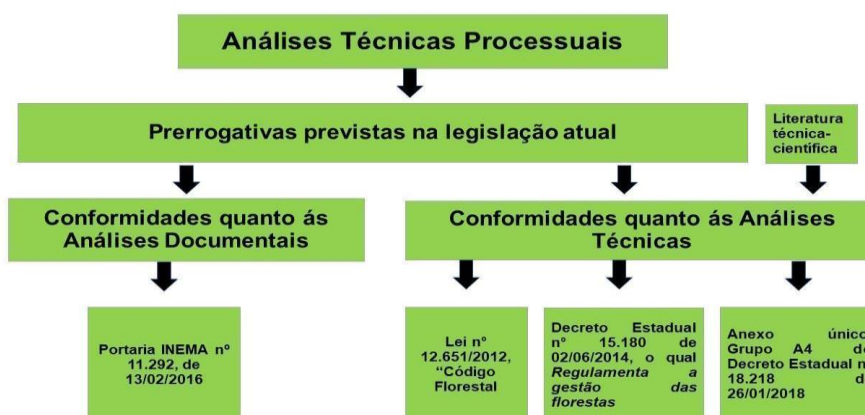 Análises Técnicas Processuais
Prerrogativas previstas na legislação atual
Literatura
técnica-
científica
Conformidades quanto ás
Análises Documentais
Conformidades quanto ás Análises
Técnicas
Portaria INEMA nº
11.292, de
13/02/2016
Lei nº
12.651/2012,
“Código
Florestal
Decreto Estadual
nº 15.180 de
02/06/2014, o qual
Regulamenta a
gestão das
florestas
Anexo único,
Grupo A4
Decreto Estadual
18.218
26/01/2018